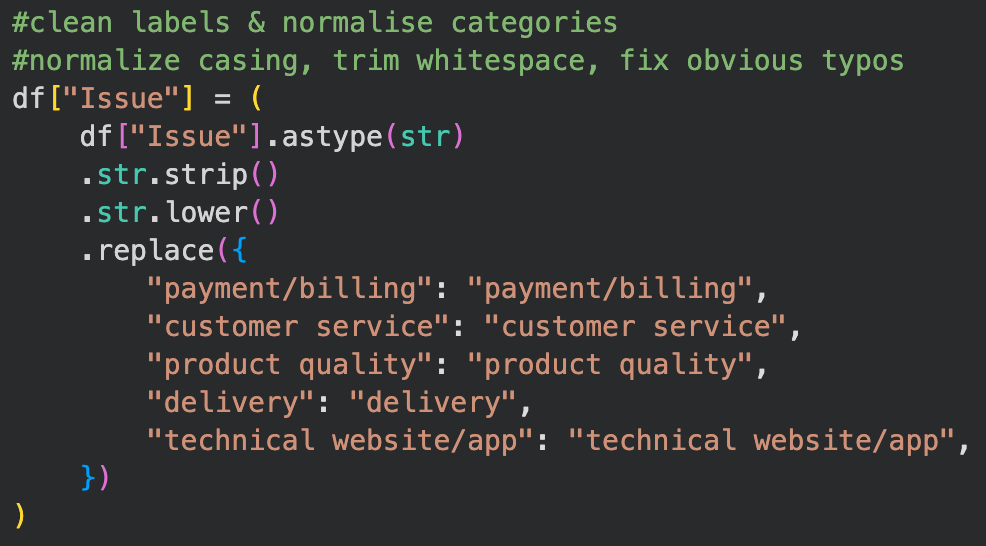 #clean labels & normalise categories
#normalize casing, trim whitespace, fix obvious typos
df["Issue"] = (
    df["Issue"].astype(str)
    .str.strip()
    .str.lower()
    .replace({
        "payment/billing": "payment/billing",
        "customer service": "customer service",
        "product quality": "product quality",
        "delivery": "delivery",
        "technical website/app": "technical website/app",
    })
)